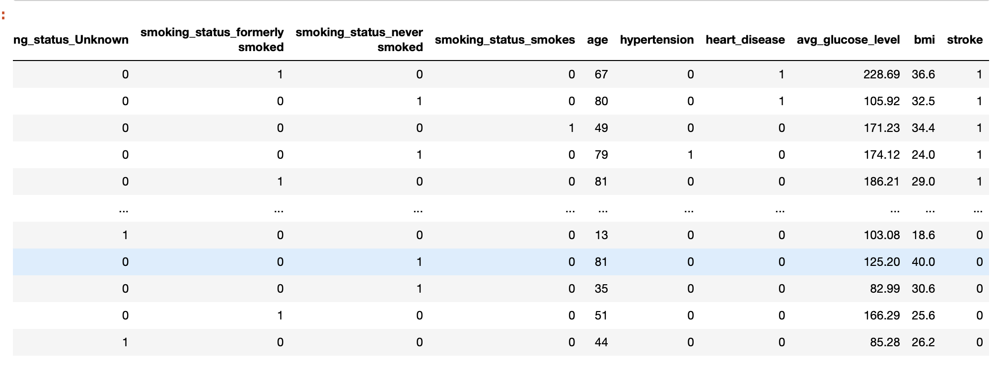 :
ng_status_Unknown smoking_status_formerly smoked smoking_status_never smoked smoking_status_smokes age hypertension heart_disease avg_glucose_level bmi stroke
0 1 0 0 67 0 1 228.69 36.6 1
0 0 1 0 80 0 1 105.92 32.5 1
0 0 0 1 49 0 0 171.23 34.4 1
0 0 1 0 79 1 0 174.12 24.0 1
0 1 0 0 81 0 0 186.21 29.0 1
... ... ... ... ... ... ... ... ... ...
1 0 0 0 13 0 0 103.08 18.6 0
0 0 1 0 81 0 0 125.20 40.0 0
0 0 1 0 35 0 0 82.99 30.6 0
0 1 0 0 51 0 0 166.29 25.6 0
1 0 0 0 44 0 0 85.28 26.2 0